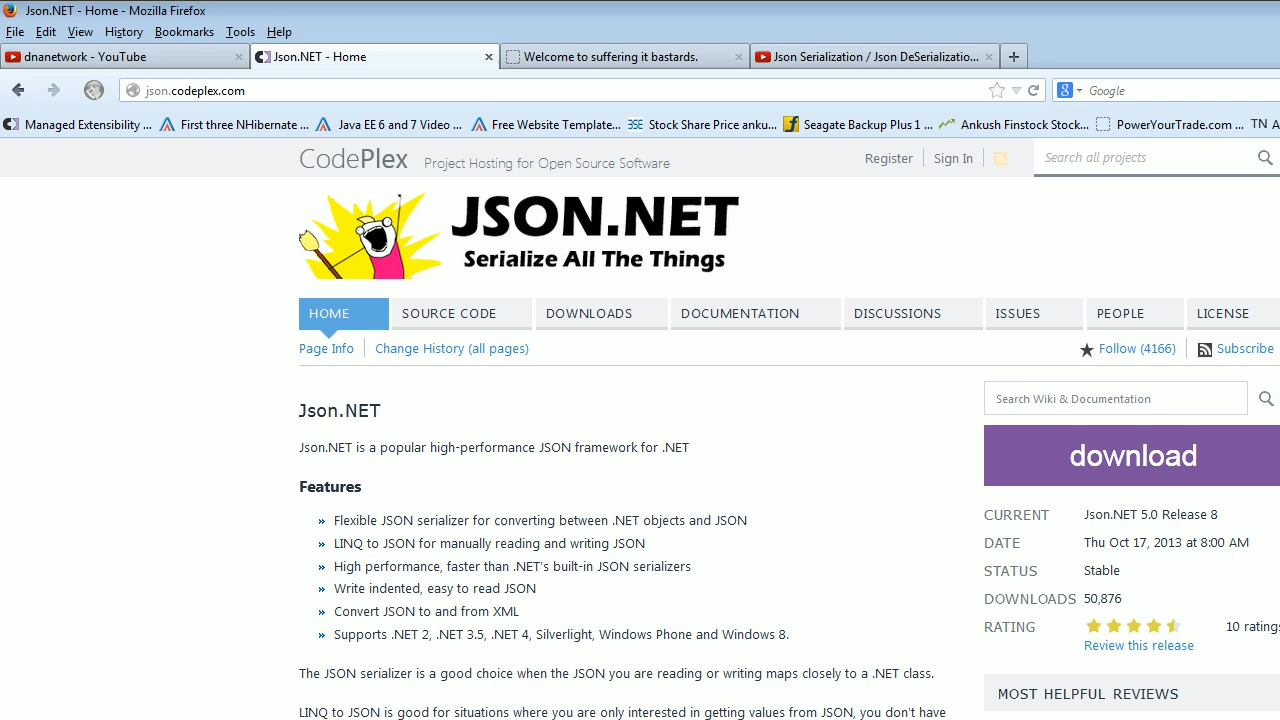 Json.NET - Home - Mozilla Firefox
File Edit View History Bookmarks Tools Help
dnanetwork - YouTube
Json.NET - Home
Welcome to suffering it bastards.
Json Serialization / Json DeSerializatio...
json.codeplex.com
Google
Managed Extensibility ...
First three NHibernate ...
Java EE 6 and 7 Video ...
Free Website Template...
Stock Share Price anku...
Seagate Backup Plus 1 ...
Ankush Finstock Stock...
PowerYourTrade.com ...
TN A
CodePlex Project Hosting for Open Source Software
Register Sign In
Search all projects
JSON.NET
Serialize All The Things
HOME SOURCE CODE DOWNLOADS DOCUMENTATION DISCUSSIONS ISSUES PEOPLE LICENSE
Page Info Change History (all pages)
Follow (4166) Subscribe
Json.NET
Json.NET is a popular high-performance JSON framework for .NET
Features
» Flexible JSON serializer for converting between .NET objects and JSON
» LINQ to JSON for manually reading and writing JSON
» High performance, faster than .NET's built-in JSON serializers
» Write indented, easy to read JSON
» Convert JSON to and from XML
» Supports .NET 2, .NET 3.5, .NET 4, Silverlight, Windows Phone and Windows 8.
The JSON serializer is a good choice when the JSON you are reading or writing maps closely to a .NET class.
LINQ to JSON is good for situations where you are only interested in getting values from JSON, you don't have
Search Wiki & Documentation
download
CURRENT Json.NET 5.0 Release 8
DATE Thu Oct 17, 2013 at 8:00 AM
STATUS Stable
DOWNLOADS 50,876
RATING 10 ratings
Review this release
MOST HELPFUL REVIEWS